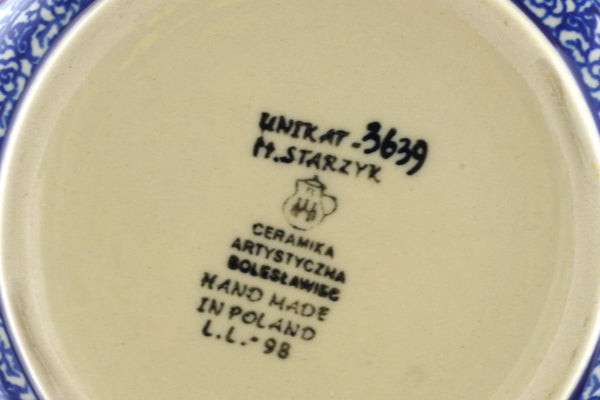 UNIKAT - 3639
M. STARZYK
CERAMIKA
ARTYSTYCZNA
BOLESŁAWIEC
HAND MADE
IN POLAND
L.L.-98